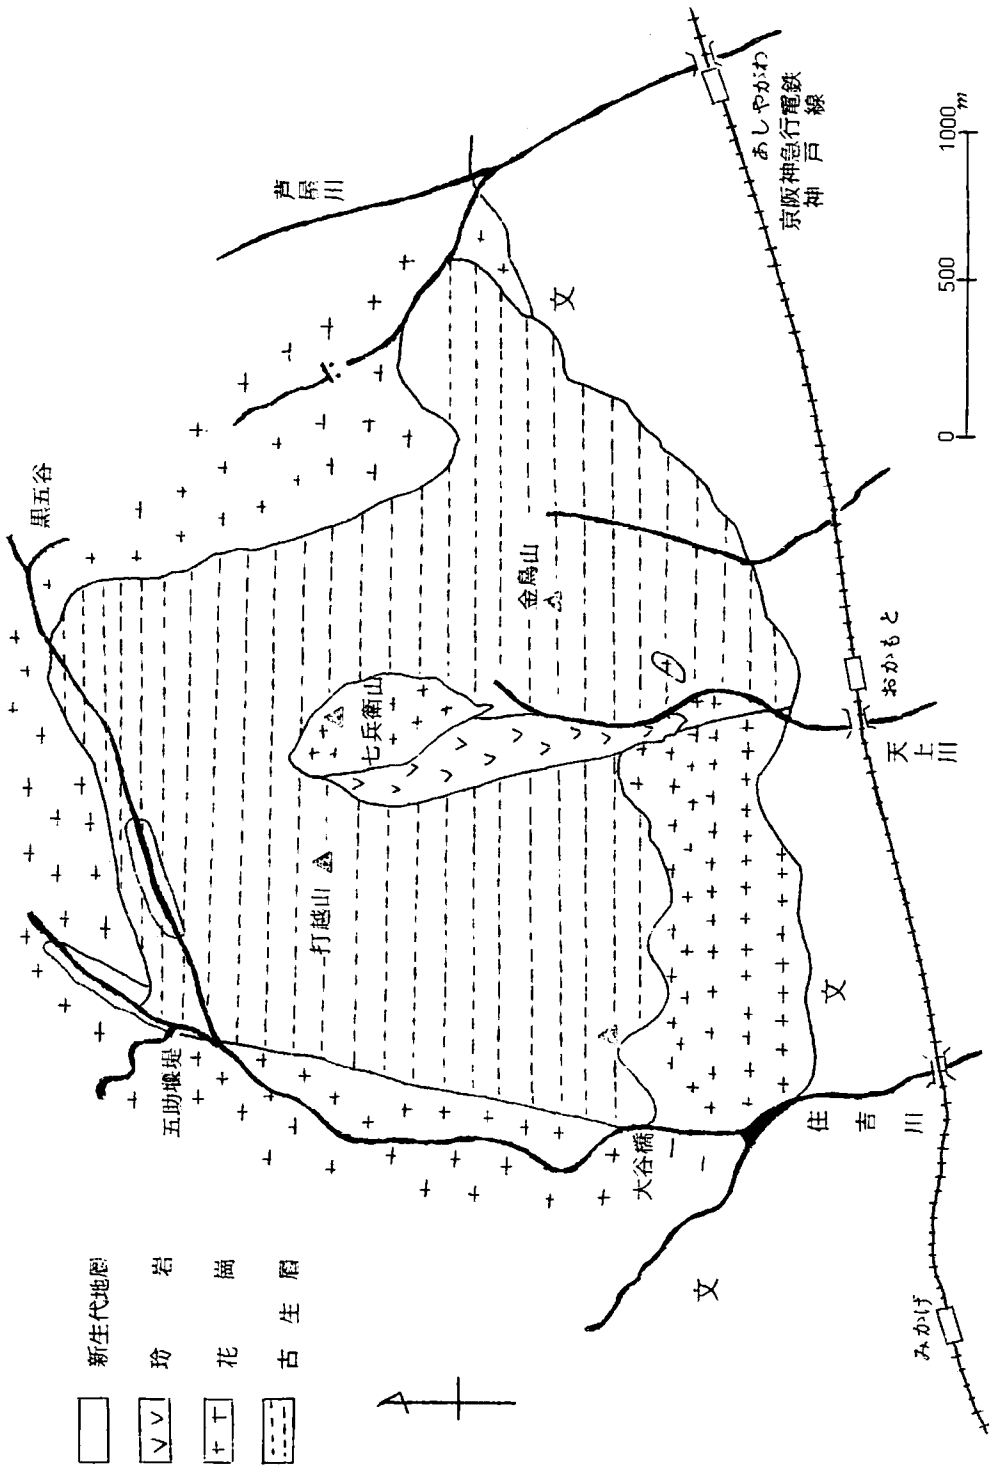 黒五谷
芦屋川
あしやがわ
京阪神急行電鉄
神戸線
七兵衛山
金鳥山
打越山
五助堰堤
大谷橋
おかもと
天上川
住吉川
文
文
文
みかげ
0 500 1000m
新生代地層
玢岩
花崗
古生層